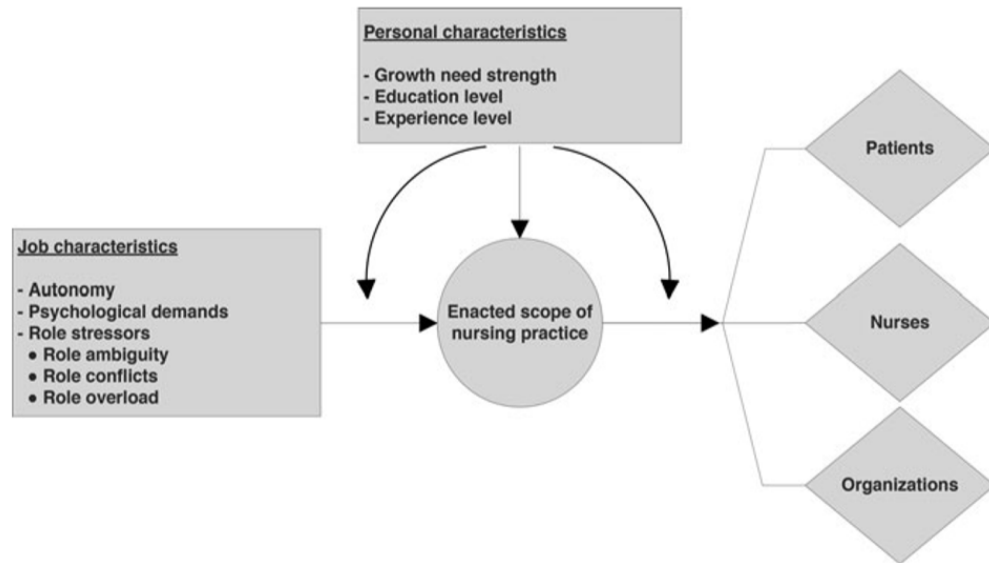 Personal characteristics
- Growth need strength
- Education level
- Experience level
Patients
Job characteristics
- Autonomy
- Psychological demands
- Role stressors
● Role ambiguity
● Role conflicts
● Role overload
Enacted scope of
nursing practice
Nurses
Organizations